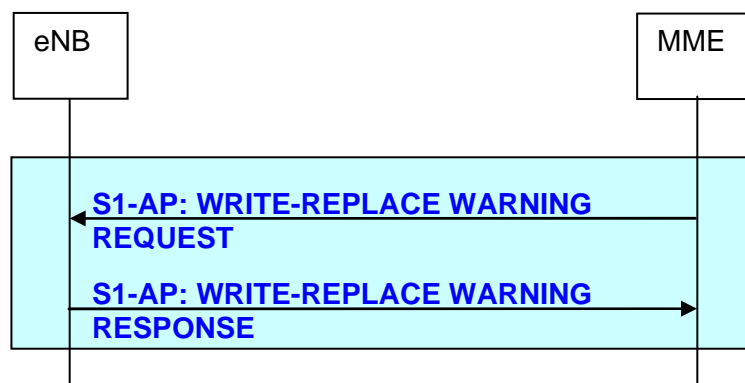 eNB
MME
S1-AP: WRITE-REPLACE WARNING
REQUEST
S1-AP: WRITE-REPLACE WARNING
RESPONSE